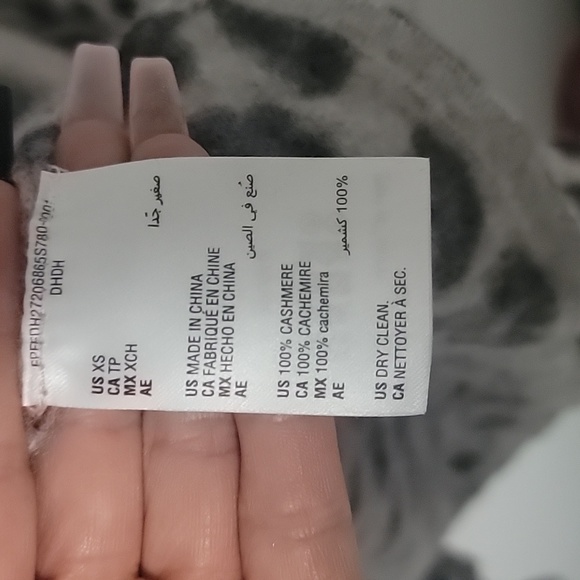 DHDH
US XS
CA TP
MX XCH
AE صغير جدًا
US MADE IN CHINA
CA FABRIQUÉ EN CHINE
MX HECHO EN CHINA
AE صُنع في الصين
US 100% CASHMERE
CA 100% CACHEMIRE
MX 100% cachemira
AE 100% كشمير
US DRY CLEAN.
CA NETTOYER À SEC.